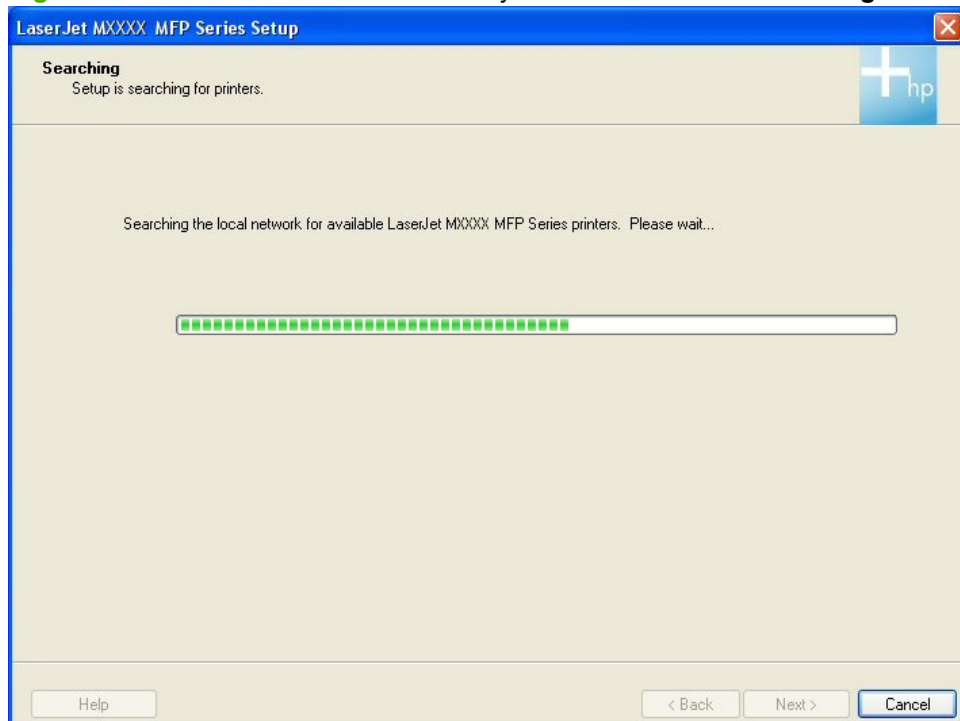 LaserJet MXXXX MFP Series Setup
Searching
Setup is searching for printers.
hp
Searching the local network for available LaserJet MXXXX MFP Series printers. Please wait...
Help
< Back
Next >
Cancel